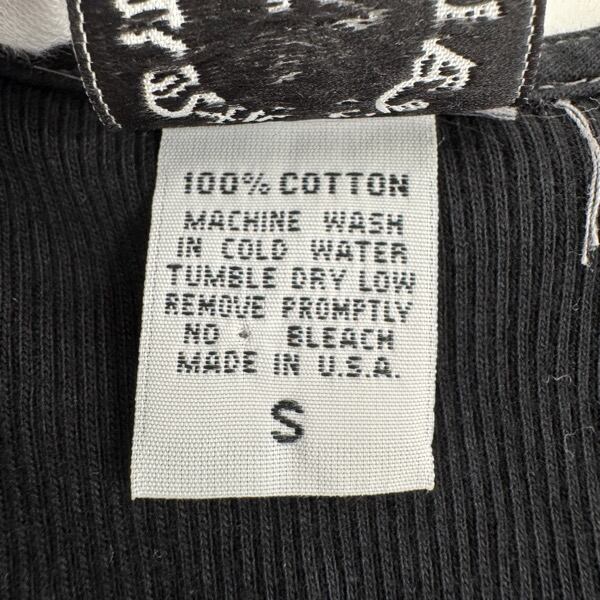 100% COTTON
MACHINE WASH
IN COLD WATER
TUMBLE DRY LOW
REMOVE PROMPTLY
NO BLEACH
MADE IN U.S.A.
S